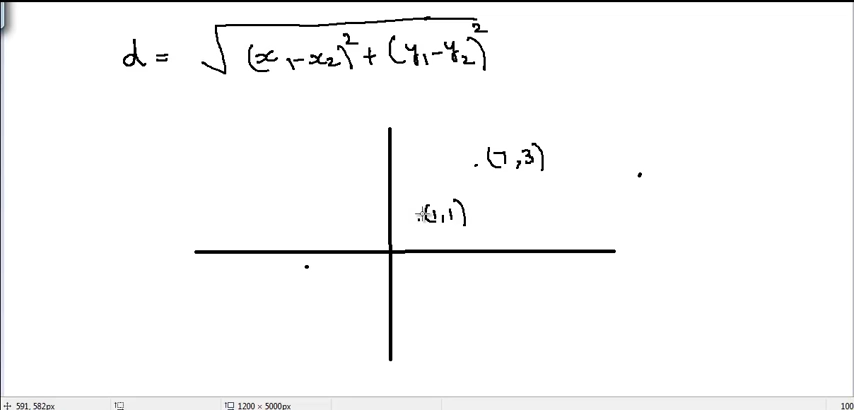 d = √(x₁-x₂)² + (y₁-y₂)²
.(7,3)
.(1,1)
591, 582px 1200 × 5000px 100